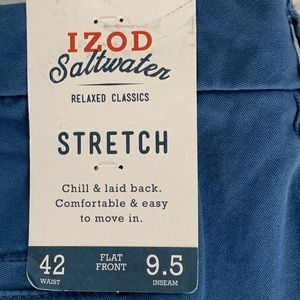 IZOD
Saltwater
RELAXED CLASSICS
STRETCH
Chill & laid back.
Comfortable & easy
to move in.
42 WAIST
FLAT FRONT
9.5 INSEAM